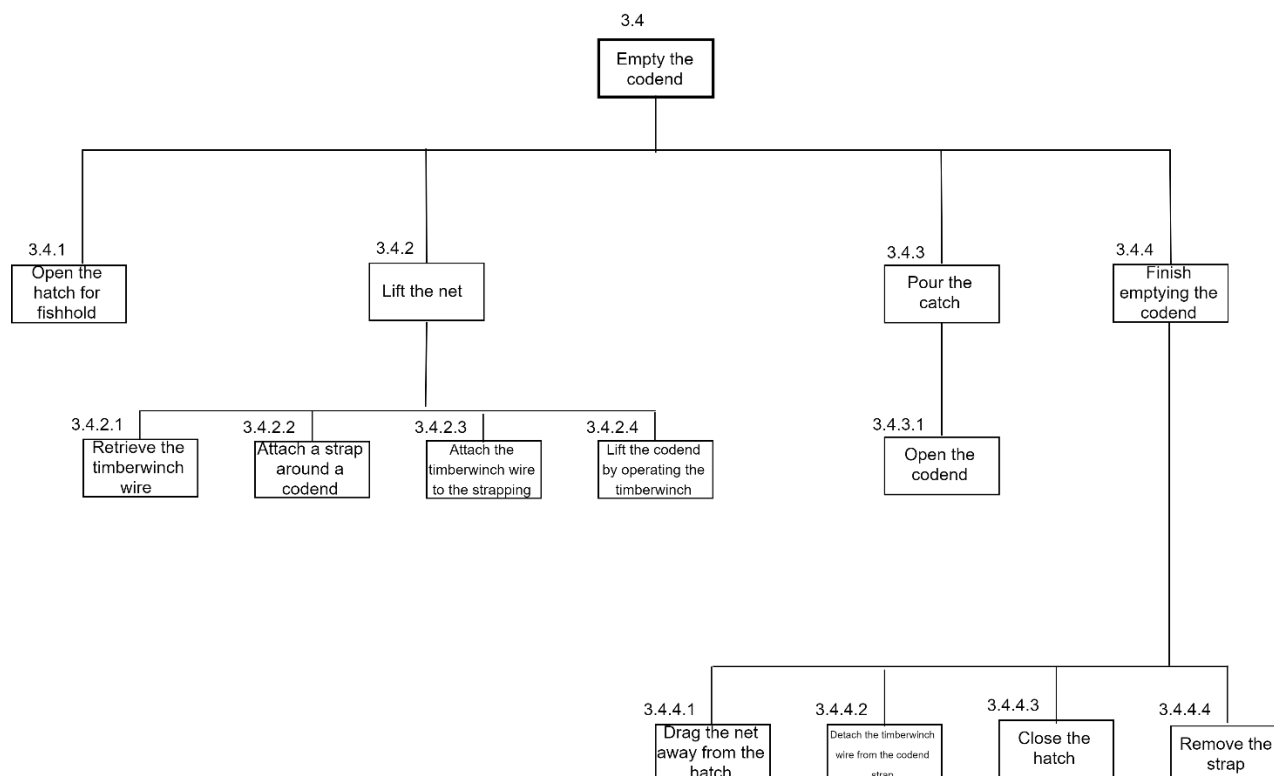 3.4
Empty the
codend
3.4.1
Open the
hatch for
fishhold
3.4.2
Lift the net
3.4.3
Pour the
catch
3.4.4
Finish
emptying the
codend
3.4.2.1
Retrieve the
timberwinch
wire
3.4.2.2
Attach a strap
around a
codend
3.4.2.3
Attach the
timberwinch wire
to the strapping
3.4.2.4
Lift the codend
by operating the
timberwinch
3.4.3.1
Open the
codend
3.4.4.1
Drag the net
away from the
hatch
3.4.4.2
Detach the timberwinch
wire from the codend
strap
3.4.4.3
Close the
hatch
3.4.4.4
Remove the
strap